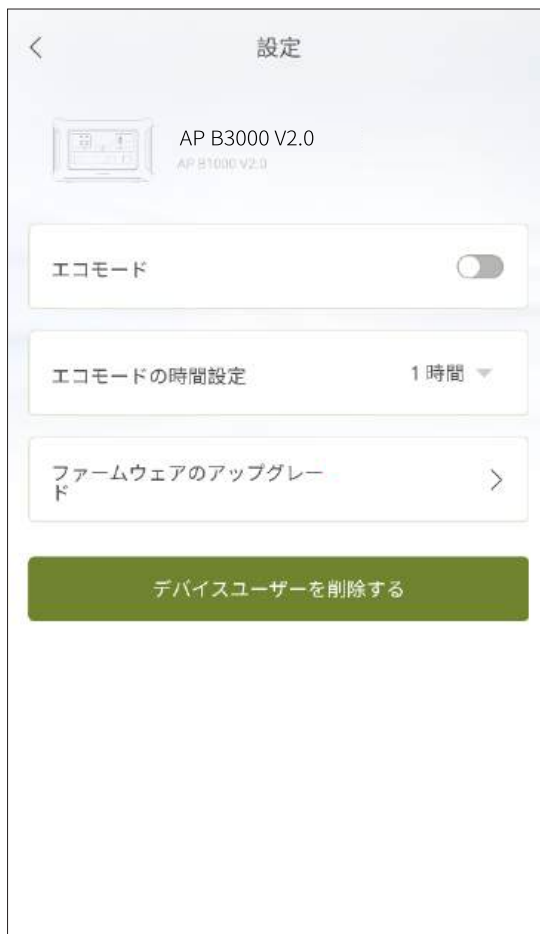 設定
AP B3000 V2.0
AP B1000 V2.0
エコモード
エコモードの時間設定
1 時間
ファームウェアのアップグレー
ド
デバイスユーザーを削除する